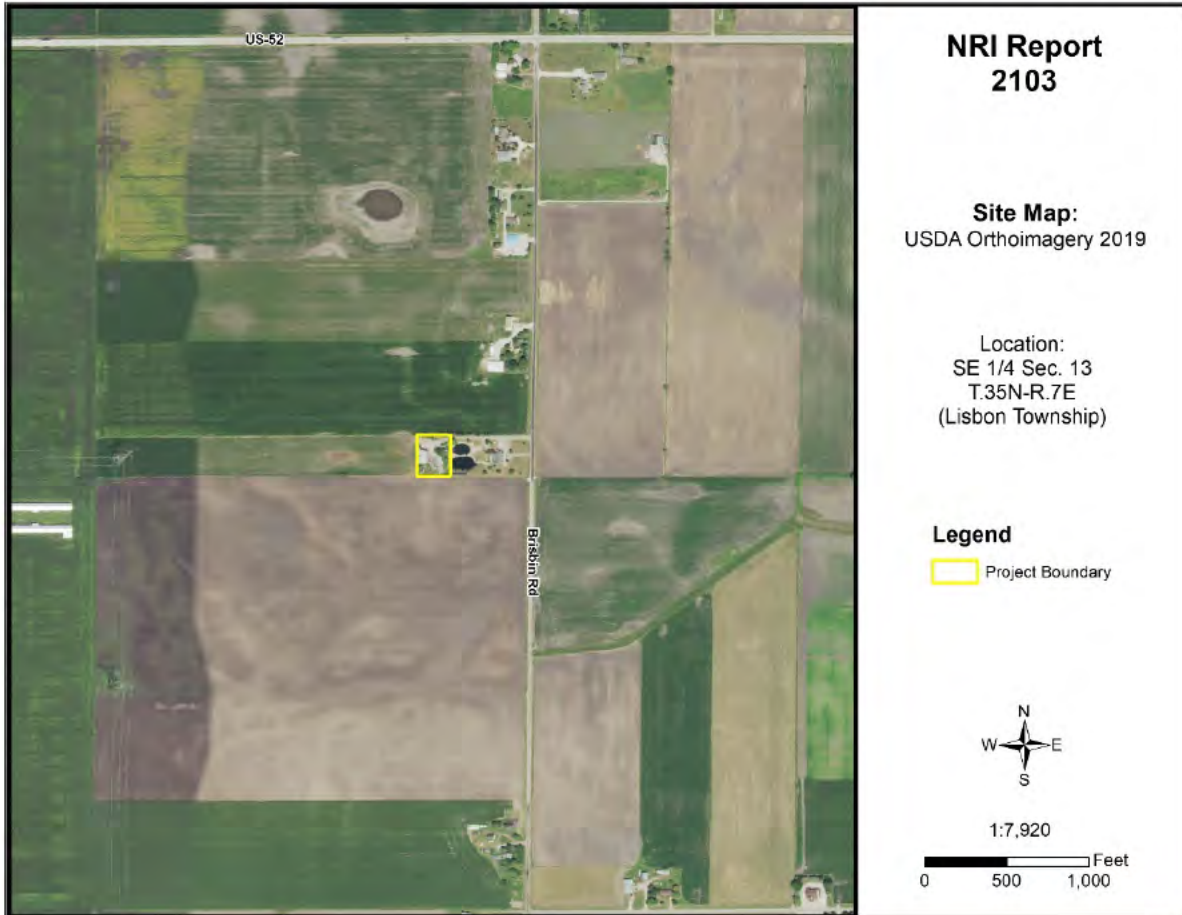 US-52
Brisbin Rd
NRI Report
2103
Site Map:
USDA Orthoimagery 2019
Location:
SE 1/4 Sec. 13
T.35N-R.7E
(Lisbon Township)
Legend
Project Boundary
N
W E
S
1:7,920
Feet
0 500 1,000